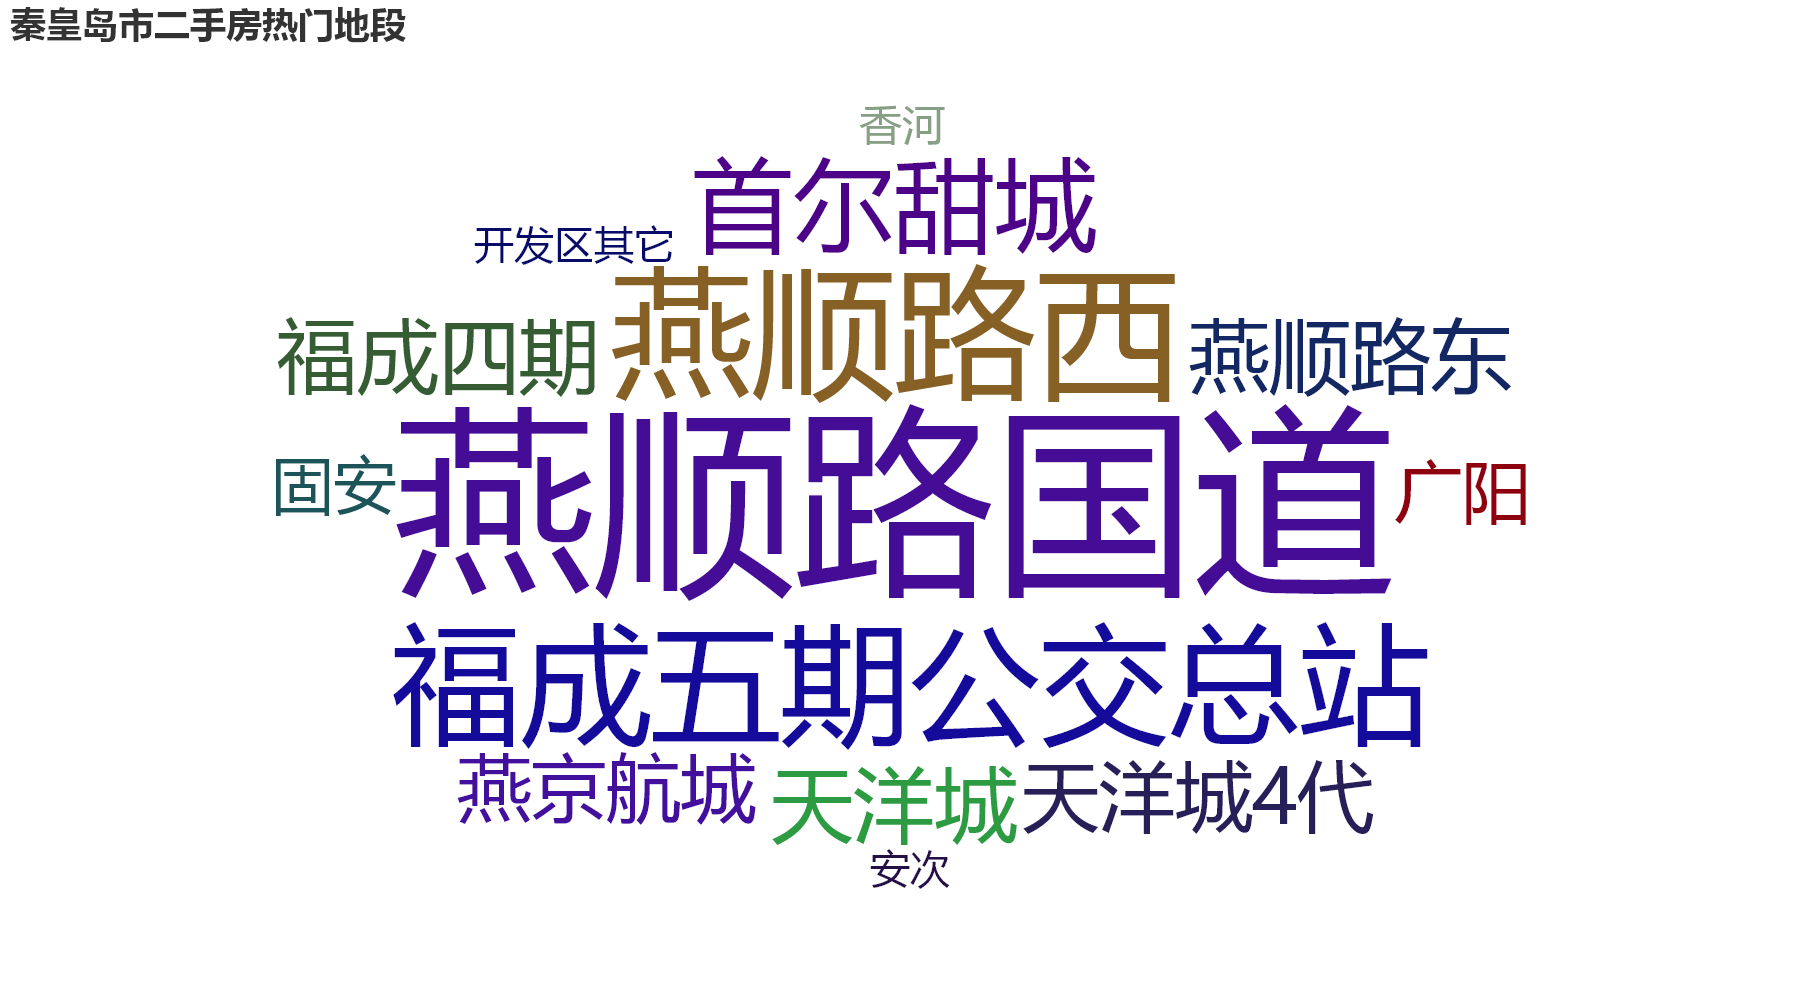 秦皇岛市二手房热门地段
香河
首尔甜城
开发区其它
燕顺路西
福成四期
燕顺路东
燕顺路国道
固安
广阳
福成五期公交总站
燕京航城
天洋城
天洋城4代
安次